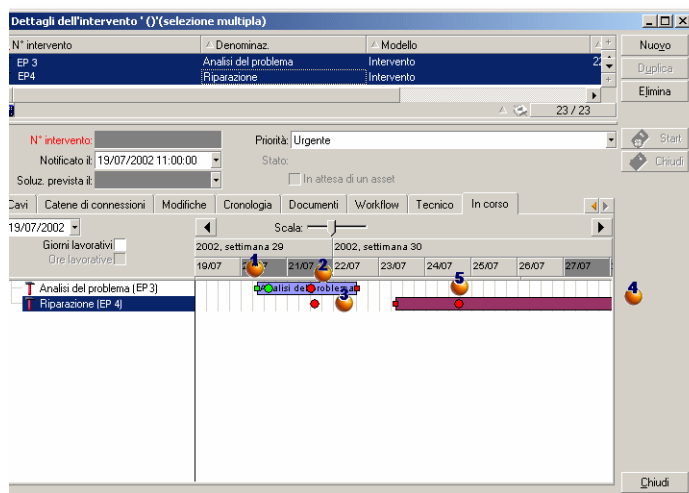 Dettagli dell'intervento ' ()'(selezione multipla)
N° intervento Denominaz. Modello
EP 3 Analisi del problema Intervento 22
EP4 Riparazione Intervento
23 / 23
Nuovo
Duplica
Elimina
N° intervento:
Priorità: Urgente
Start
Notificato il: 19/07/2002 11:00:00
Stato:
Chiudi
Soluz. prevista il:
In attesa di un asset
Cavi Catene di connessioni Modifiche Cronologia Documenti Workflow Tecnico In corso
19/07/2002
Scala:
Giorni lavorativi
Ore lavorative
2002, settimana 29 2002, settimana 30
19/07 21/07 22/07 23/07 24/07 25/07 26/07 27/07
1
2
5
Analisi del problema (EP 3)
Analisi del problema
3
4
Riparazione (EP 4)
Chiudi